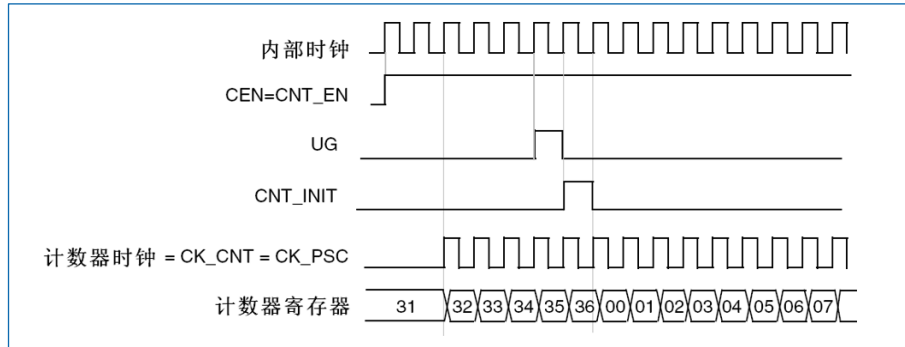 内部时钟
CEN=CNT_EN
UG
CNT_INIT
计数器时钟 = CK_CNT = CK_PSC
计数器寄存器 31 32 33 34 35 36 00 01 02 03 04 05 06 07